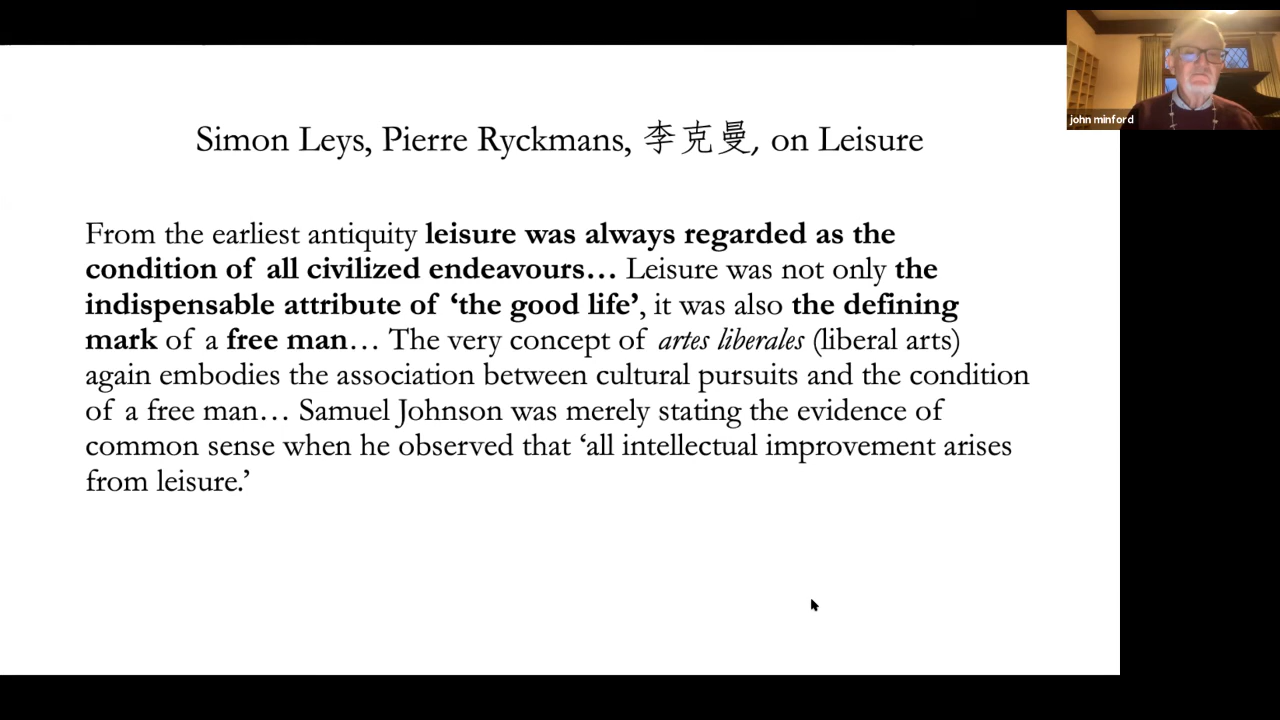 john minford
Simon Leys, Pierre Ryckmans, 李克曼, on Leisure
From the earliest antiquity leisure was always regarded as the
condition of all civilized endeavours… Leisure was not only the
indispensable attribute of ‘the good life’, it was also the defining
mark of a free man… The very concept of artes liberales (liberal arts)
again embodies the association between cultural pursuits and the condition
of a free man… Samuel Johnson was merely stating the evidence of
common sense when he observed that ‘all intellectual improvement arises
from leisure.’